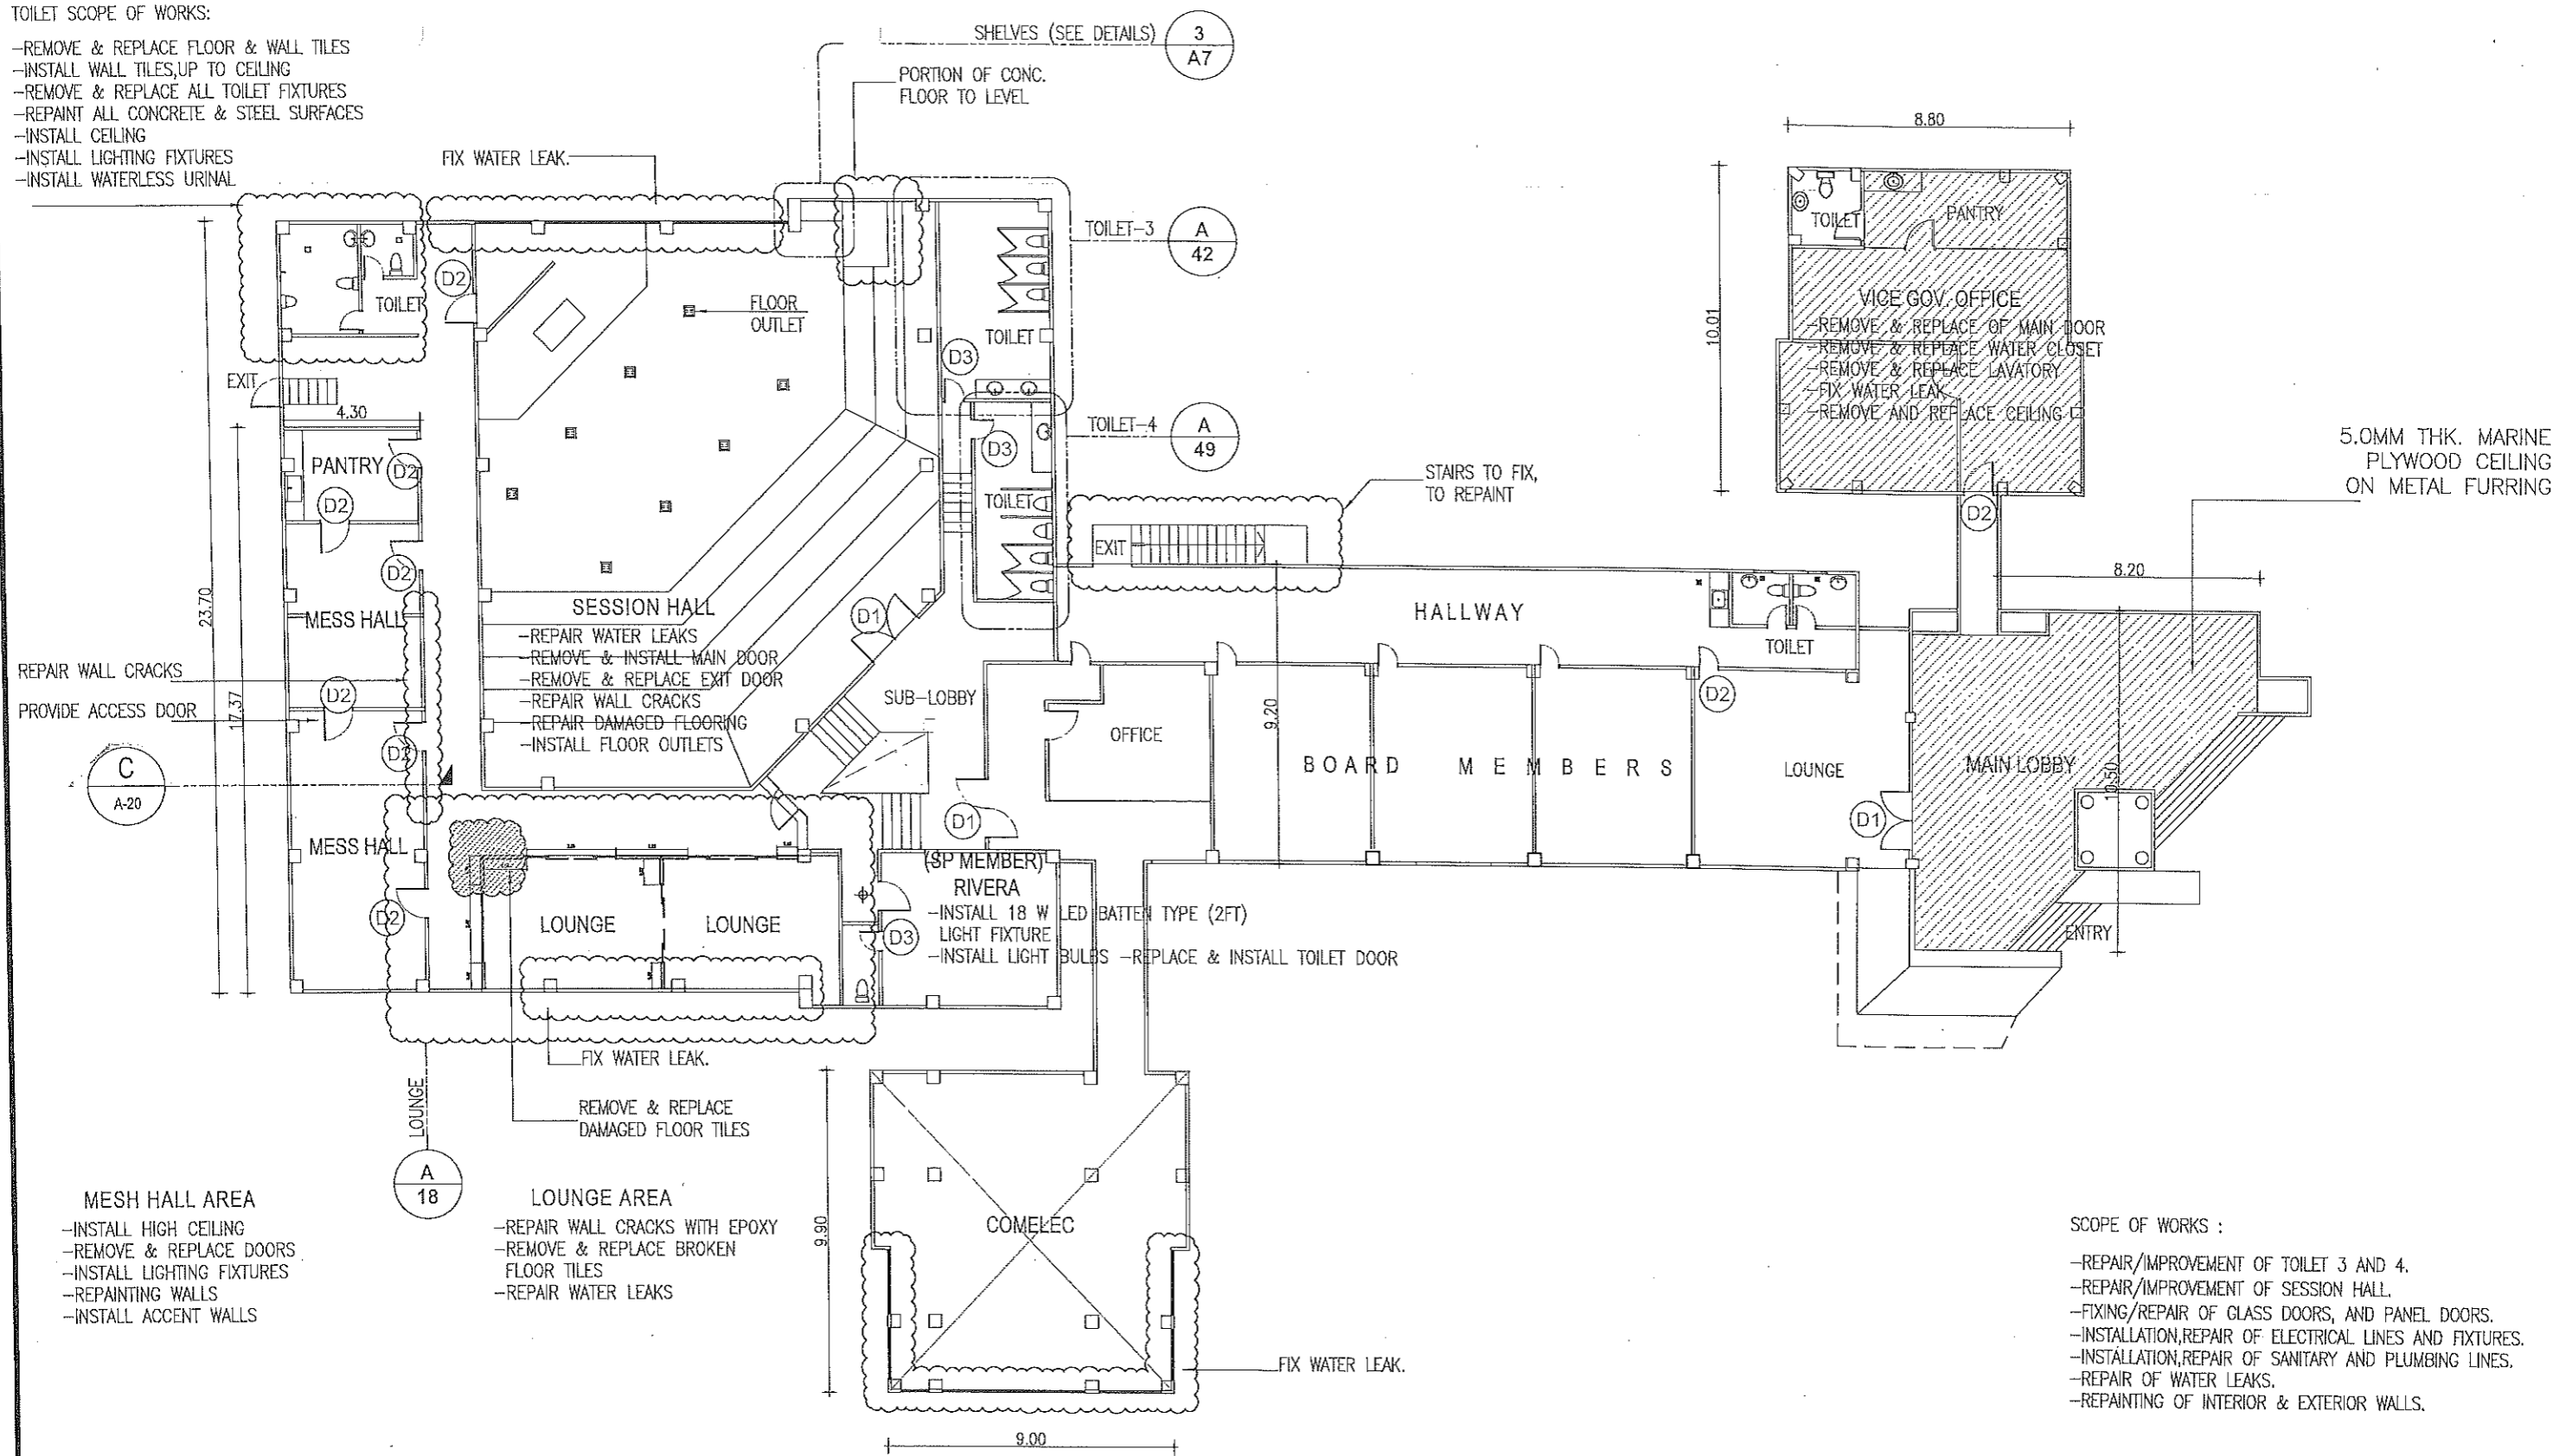 TOILET SCOPE OF WORKS:
-REMOVE & REPLACE FLOOR & WALL TILES
-INSTALL WALL TILES,UP TO CEILING
-REMOVE & REPLACE ALL TOILET FIXTURES
-REPAINT ALL CONCRETE & STEEL SURFACES
-INSTALL CEILING
-INSTALL LIGHTING FIXTURES
-INSTALL WATERLESS URINAL
SHELVES (SEE DETAILS)
3
A7
PORTION OF CONC.
FLOOR TO LEVEL
FIX WATER LEAK.
TOILET-3
A
42
8.80
10.01
TOILET
PANTRY
VICE GOV. OFFICE
-REMOVE & REPLACE OF MAIN DOOR
-REMOVE & REPLACE WATER CLOSET
-REMOVE & REPLACE LAVATORY
-FIX WATER LEAK
-REMOVE AND REPLACE CEILING
D2
5.0MM THK. MARINE
PLYWOOD CEILING
ON METAL FURRING
8.20
D2
TOILET
FLOOR
OUTLET
TOILET
D3
EXIT
4.30
TOILET-4
A
49
D3
TOILET
PANTRY
D2
D2
D2
STAIRS TO FIX,
TO REPAINT
EXIT
HALLWAY
TOILET
23.70
17.37
MESS HALL
SESSION HALL
-REPAIR WATER LEAKS
-REMOVE & INSTALL MAIN DOOR
-REMOVE & REPLACE EXIT DOOR
-REPAIR WALL CRACKS
-REPAIR DAMAGED FLOORING
-INSTALL FLOOR OUTLETS
D1
REPAIR WALL CRACKS
PROVIDE ACCESS DOOR
D2
D2
C
A-20
SUB-LOBBY
OFFICE
9.20
BOARD MEMBERS
D2
LOUNGE
D1
MAIN LOBBY
10.50
ENTRY
MESS HALL
D2
LOUNGE
LOUNGE
D1
(SP MEMBER)
RIVERA
-INSTALL 18 W LED BATTEN TYPE (2FT)
LIGHT FIXTURE
-INSTALL LIGHT BULBS -REPLACE & INSTALL TOILET DOOR
D3
FIX WATER LEAK.
REMOVE & REPLACE
DAMAGED FLOOR TILES
LOUNGE
A
18
MESH HALL AREA
-INSTALL HIGH CEILING
-REMOVE & REPLACE DOORS
-INSTALL LIGHTING FIXTURES
-REPAINTING WALLS
-INSTALL ACCENT WALLS
LOUNGE AREA
-REPAIR WALL CRACKS WITH EPOXY
-REMOVE & REPLACE BROKEN
FLOOR TILES
-REPAIR WATER LEAKS
9.90
COMELEC
FIX WATER LEAK.
9.00
SCOPE OF WORKS :
-REPAIR/IMPROVEMENT OF TOILET 3 AND 4.
-REPAIR/IMPROVEMENT OF SESSION HALL.
-FIXING/REPAIR OF GLASS DOORS, AND PANEL DOORS.
-INSTALLATION,REPAIR OF ELECTRICAL LINES AND FIXTURES.
-INSTALLATION,REPAIR OF SANITARY AND PLUMBING LINES.
-REPAIR OF WATER LEAKS.
-REPAINTING OF INTERIOR & EXTERIOR WALLS.